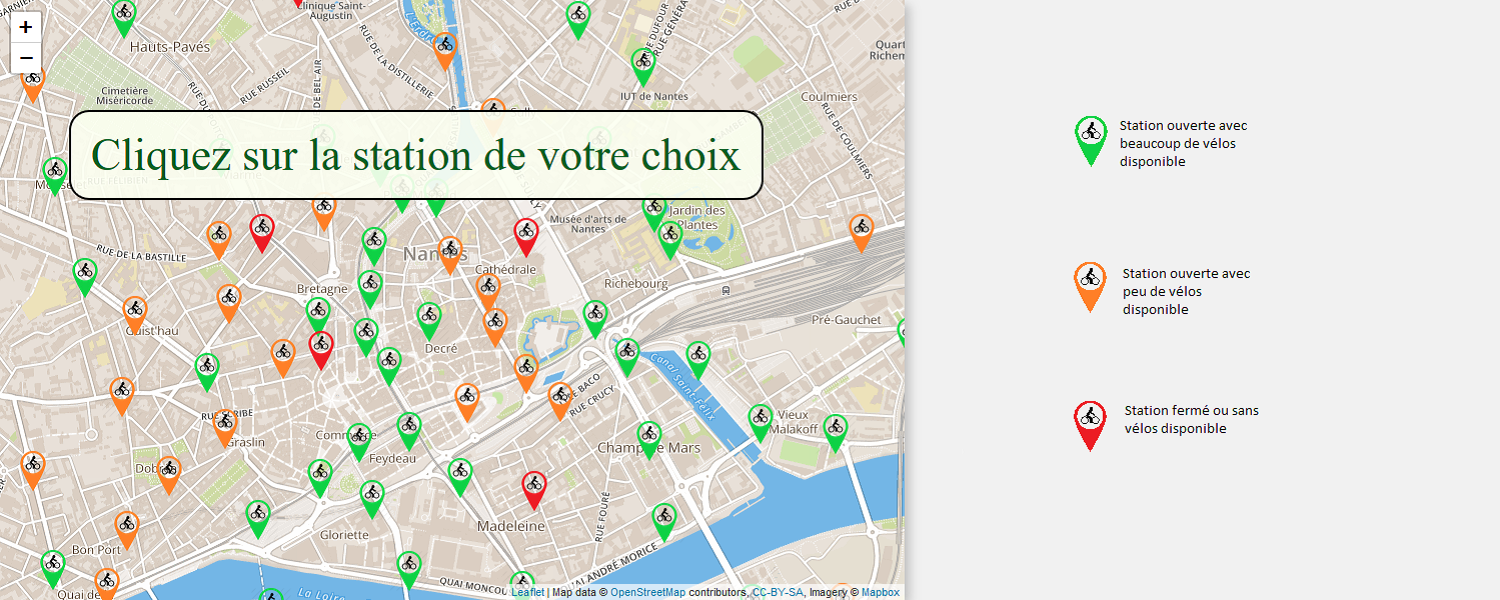 +
−
Clinique Saint-
Augustin
L'Erdre
Hauts-Pavés
RUE DE LA DISTILLERIE
RUE RUSSEIL
DE BEL AIR
Cimetière
Miséricorde
IUT de Nantes
Coulmiers
RUE DE COULMIERS
Cliquez sur la station de votre choix
Musée d'arts de
Nantes
Jardin des
Plantes
RUE DE LA BASTILLE
Nantes
Cathédrale
Bretagne
Richebourg
Guist'hau
Pré-Gauchet
Decré
Canal Saint-Félix
RUE BACO
RUE CRUCY
RUE SCRIBE
Graslin
Commerce
Feydeau
Champ de Mars
Vieux
Malakoff
Dobrée
Madeleine
RUE FOURÉ
Gloriette
Bon Port
QUAI ANDRÉ MORICE
QUAI MONCOU
Quai de
La Loire
Leaflet | Map data © OpenStreetMap contributors, CC-BY-SA, Imagery © Mapbox
Station ouverte avec
beaucoup de vélos
disponible
Station ouverte avec
peu de vélos
disponible
Station fermé ou sans
vélos disponible